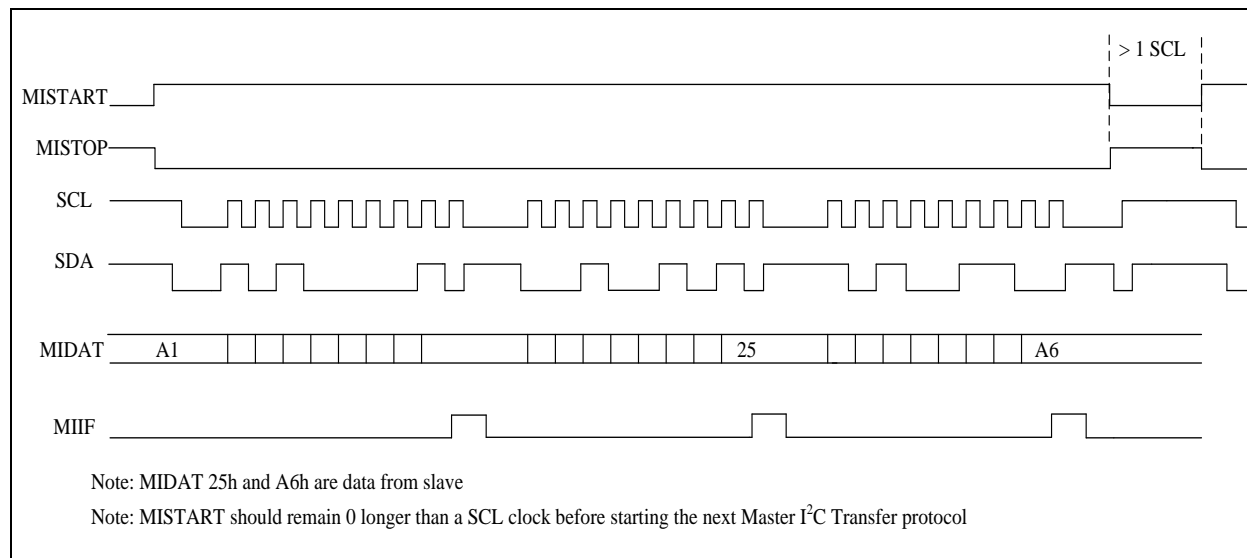 > 1 SCL
MISTART
MISTOP
SCL
SDA
MIDAT A1 25 A6
MIIF
Note: MIDAT 25h and A6h are data from slave
Note: MISTART should remain 0 longer than a SCL clock before starting the next Master I²C Transfer protocol